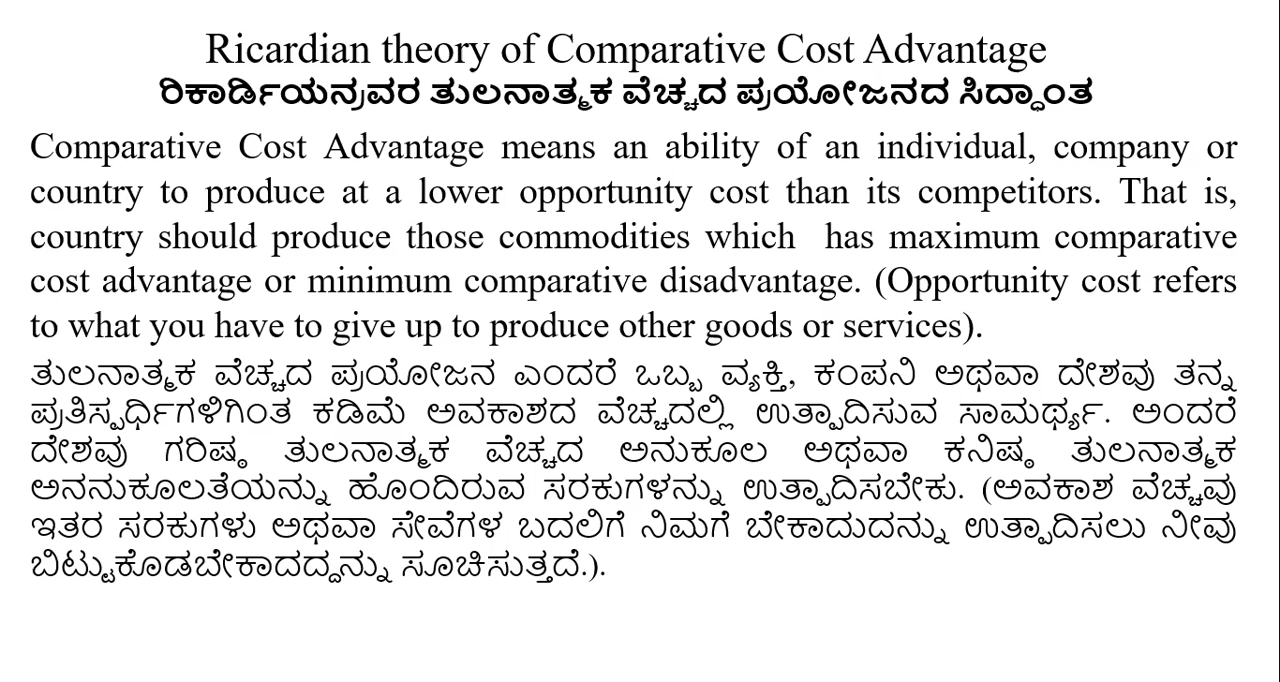 Ricardian theory of Comparative Cost Advantage
ರಿಕಾರ್ಡಿಯನ್ರವರ ತುಲನಾತ್ಮಕ ವೆಚ್ಚದ ಪ್ರಯೋಜನದ ಸಿದ್ಧಾಂತ
Comparative Cost Advantage means an ability of an individual, company or
country to produce at a lower opportunity cost than its competitors. That is,
country should produce those commodities which has maximum comparative
cost advantage or minimum comparative disadvantage. (Opportunity cost refers
to what you have to give up to produce other goods or services).
ತುಲನಾತ್ಮಕ ವೆಚ್ಚದ ಪ್ರಯೋಜನ ಎಂದರೆ ಒಬ್ಬ ವ್ಯಕ್ತಿ, ಕಂಪನಿ ಅಥವಾ ದೇಶವು ತನ್ನ
ಪ್ರತಿಸ್ಪರ್ಧಿಗಳಿಗಿಂತ ಕಡಿಮೆ ಅವಕಾಶದ ವೆಚ್ಚದಲ್ಲಿ ಉತ್ಪಾದಿಸುವ ಸಾಮರ್ಥ್ಯ. ಅಂದರೆ
ದೇಶವು ಗರಿಷ್ಠ ತುಲನಾತ್ಮಕ ವೆಚ್ಚದ ಅನುಕೂಲ ಅಥವಾ ಕನಿಷ್ಠ ತುಲನಾತ್ಮಕ
ಅನನುಕೂಲತೆಯನ್ನು ಹೊಂದಿರುವ ಸರಕುಗಳನ್ನು ಉತ್ಪಾದಿಸಬೇಕು. (ಅವಕಾಶ ವೆಚ್ಚವು
ಇತರ ಸರಕುಗಳು ಅಥವಾ ಸೇವೆಗಳ ಬದಲಿಗೆ ನಿಮಗೆ ಬೇಕಾದುದನ್ನು ಉತ್ಪಾದಿಸಲು ನೀವು
ಬಿಟ್ಟುಕೊಡಬೇಕಾದದ್ದನ್ನು ಸೂಚಿಸುತ್ತದೆ.).